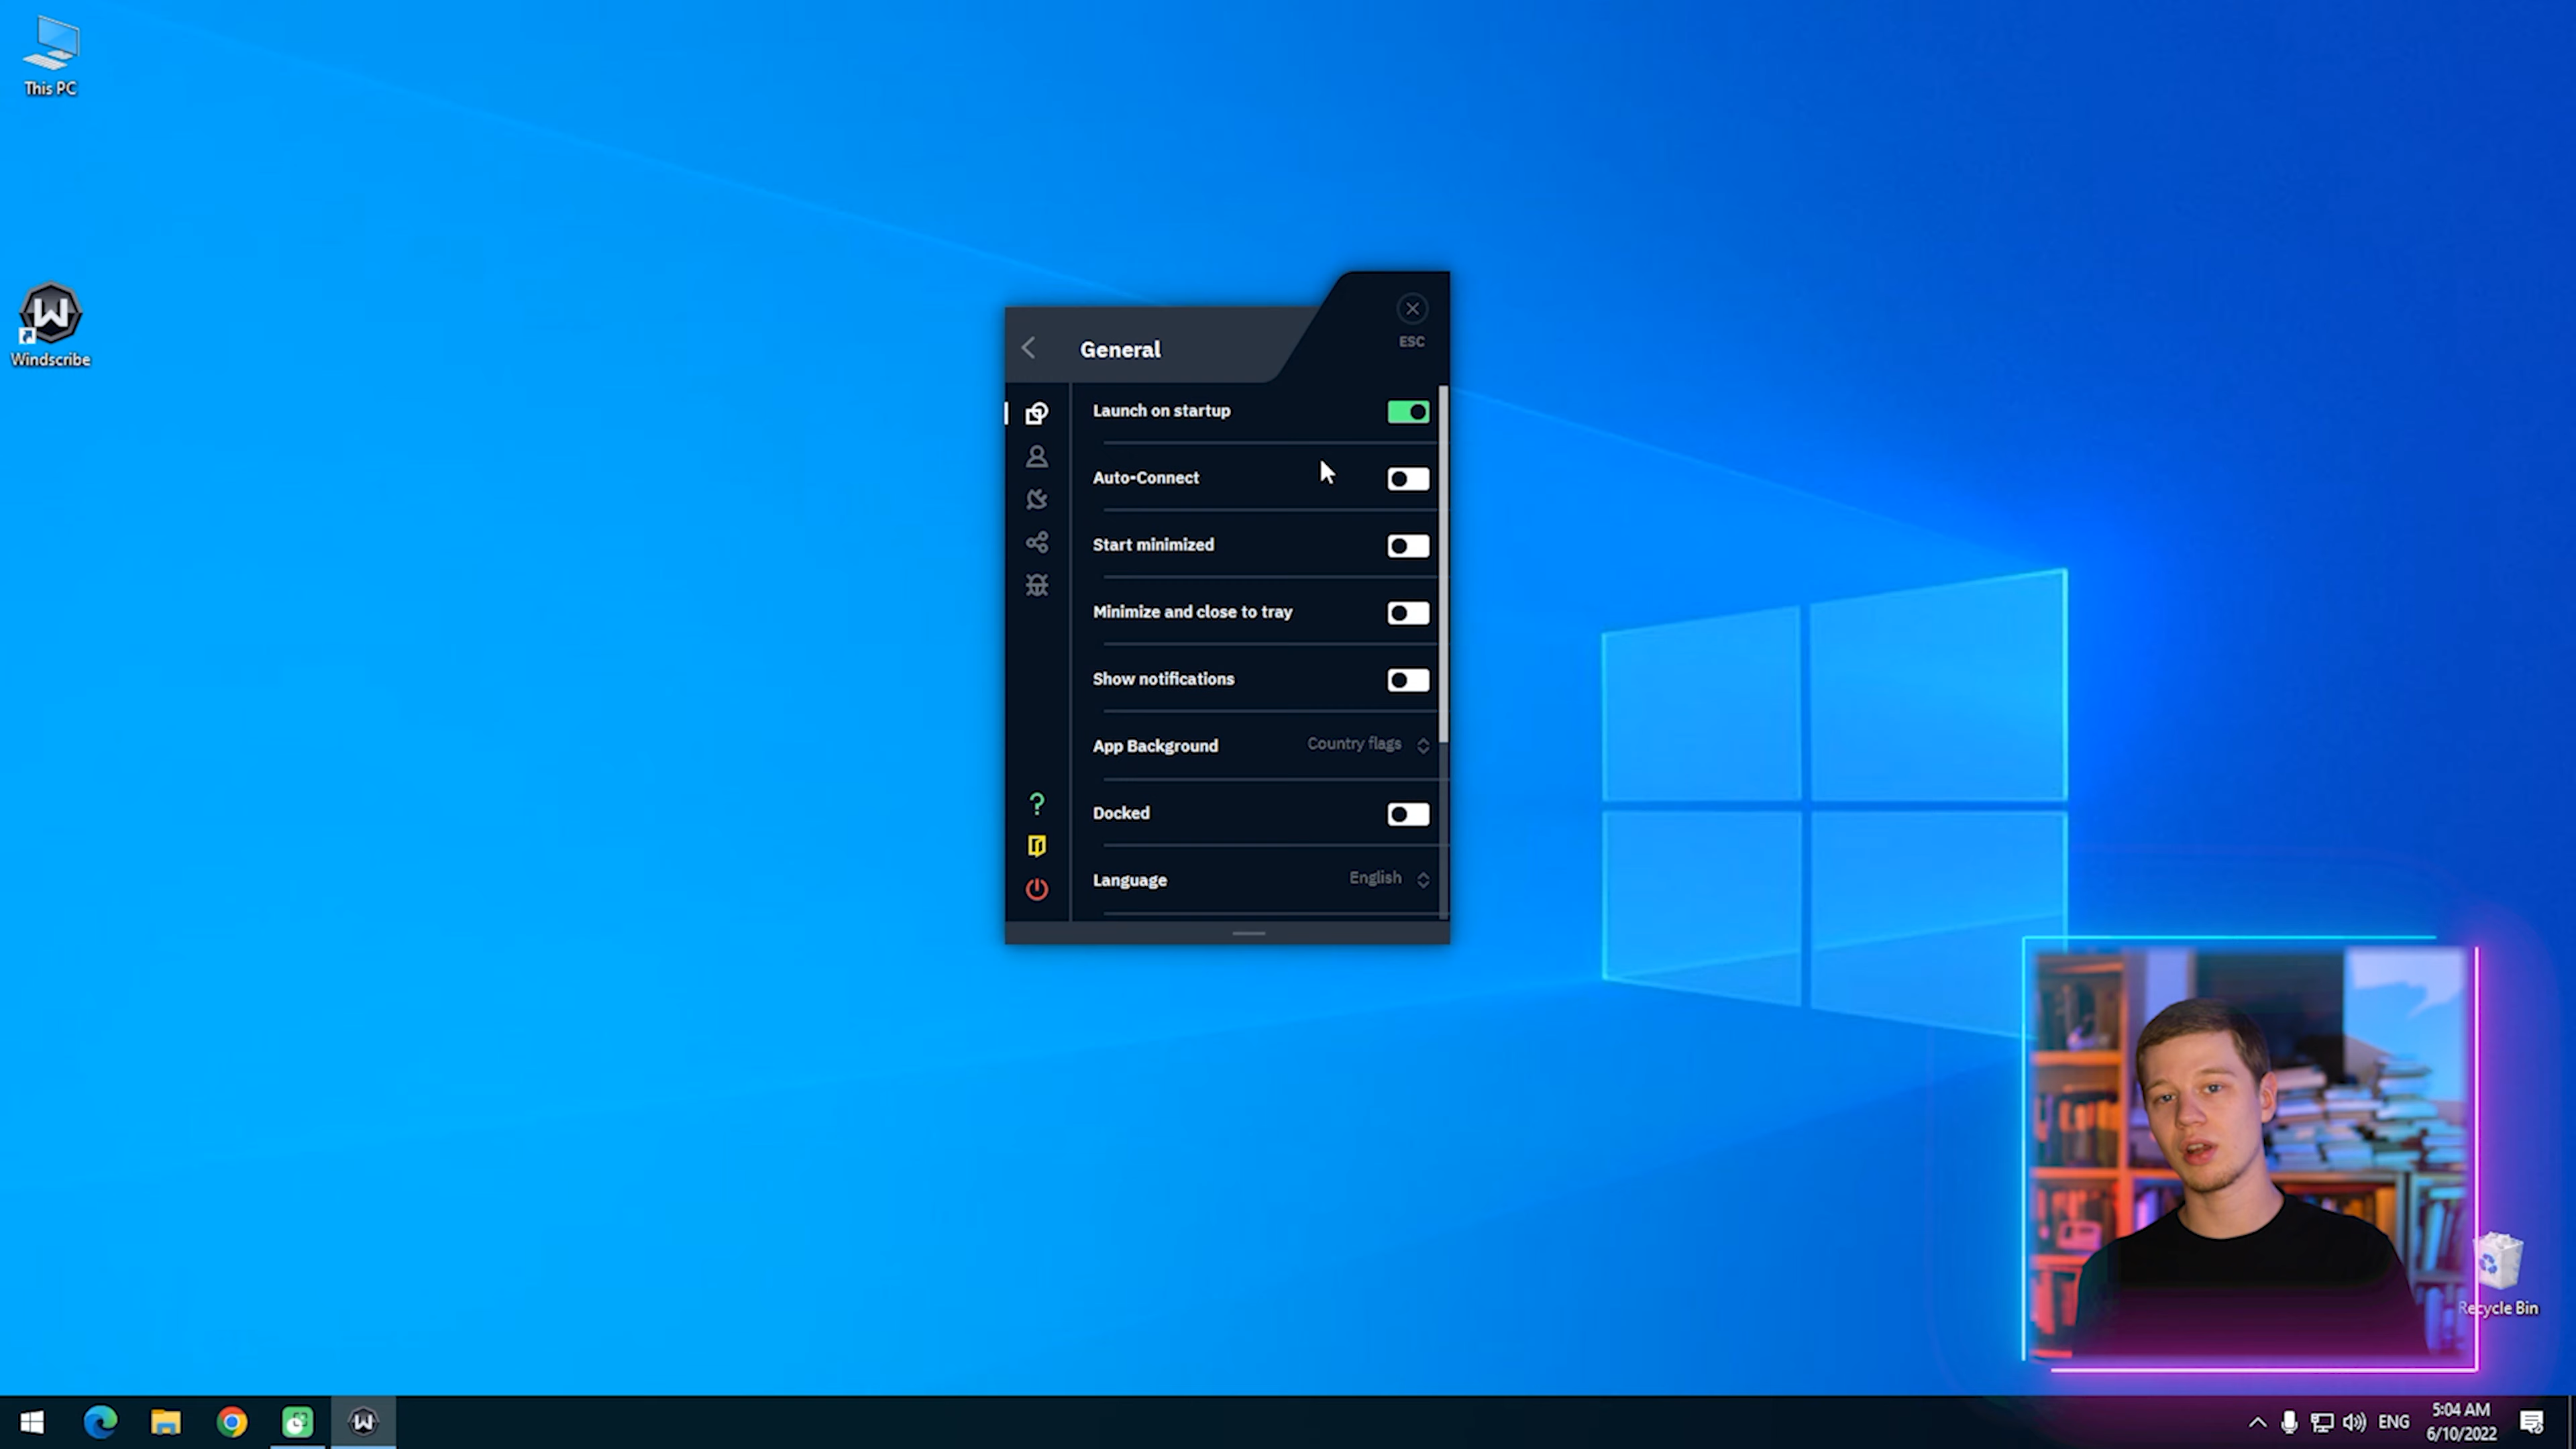 This PC
Windscribe
General
ESC
Launch on startup
Auto-Connect
Start minimized
Minimize and close to tray
Show notifications
App Background
Country flags
Docked
Language
English
Recycle Bin
ENG
5:04 AM
6/10/2022